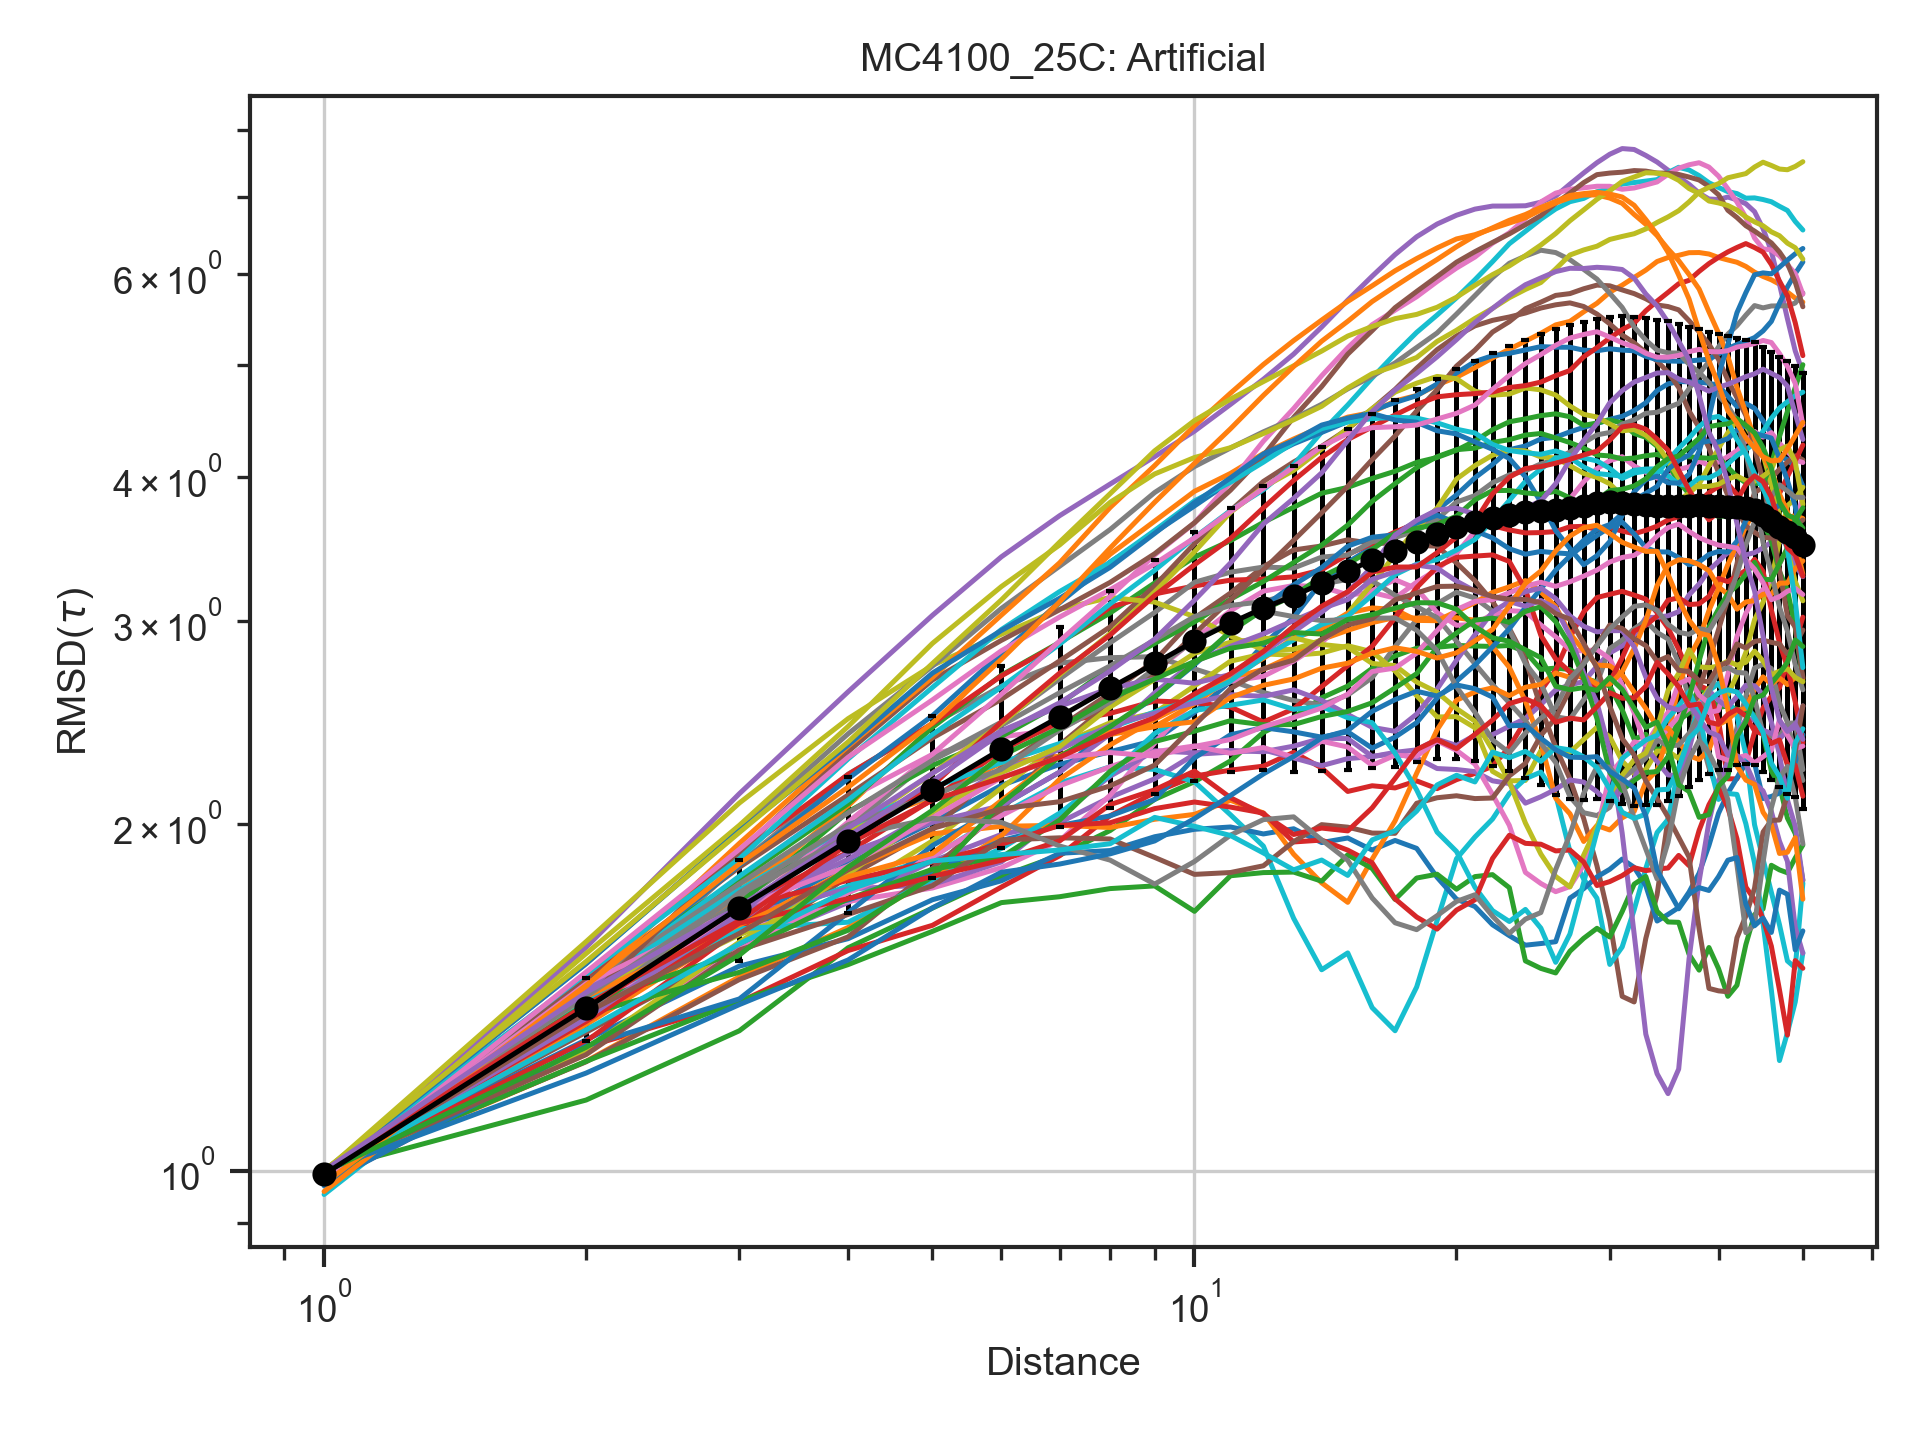 MC4100_25C: Artificial
RMSD(τ)
6 × 10⁰
4 × 10⁰
3 × 10⁰
2 × 10⁰
10⁰
10⁰ 10¹
Distance